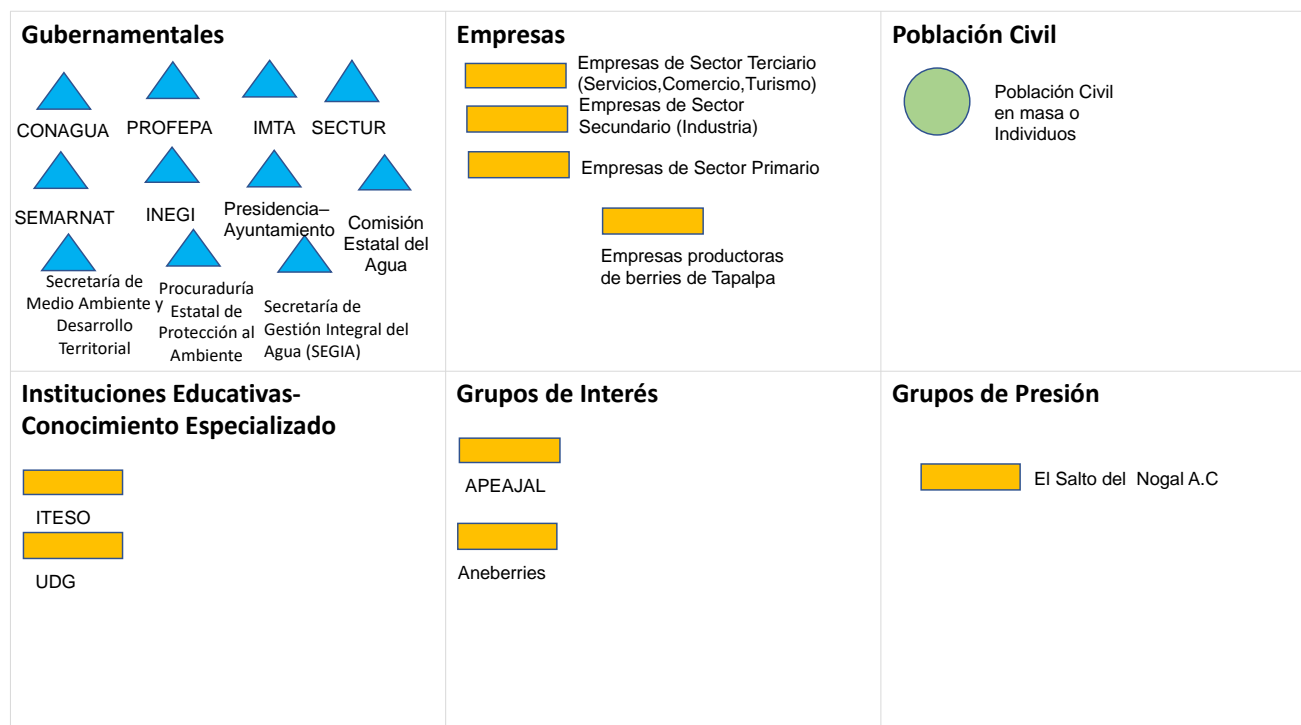 Gubernamentales
CONAGUA
PROFEPA
IMTA
SECTUR
SEMARNAT
INEGI
Presidencia–
Ayuntamiento
Comisión
Estatal del
Agua
Secretaría de
Medio Ambiente y
Desarrollo
Territorial
Procuraduría
Estatal de
Protección al
Ambiente
Secretaría de
Gestión Integral del
Agua (SEGIA)
Empresas
Empresas de Sector Terciario
(Servicios,Comercio,Turismo)
Empresas de Sector
Secundario (Industria)
Empresas de Sector Primario
Empresas productoras
de berries de Tapalpa
Población Civil
Población Civil
en masa o
Individuos
Instituciones Educativas-
Conocimiento Especializado
ITESO
UDG
Grupos de Interés
APEAJAL
Aneberries
Grupos de Presión
El Salto del  Nogal A.C